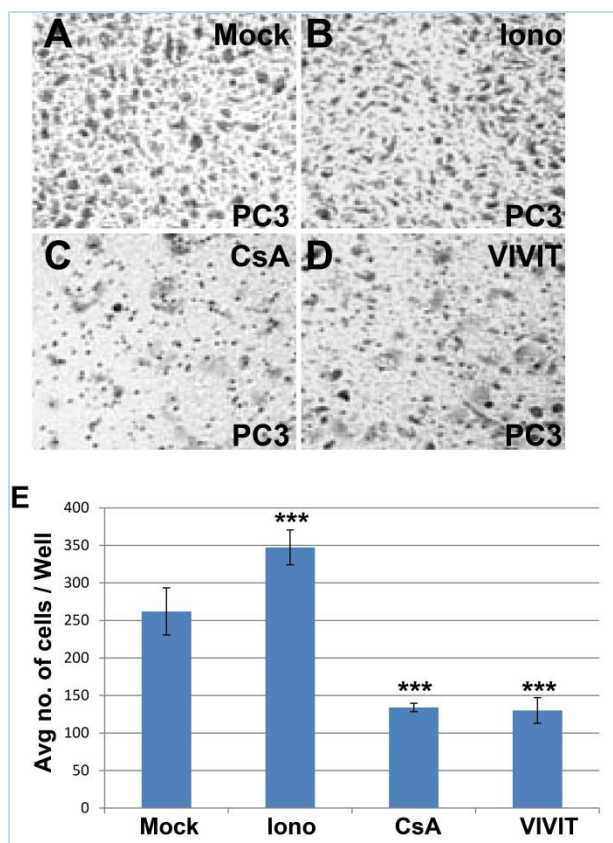 A Mock
B Iono
PC3
PC3
C CsA
D VIVIT
PC3
PC3
E
400
350
300
250
200
150
100
50
0
Avg no. of cells / Well
***
***
***
Mock Iono CsA VIVIT